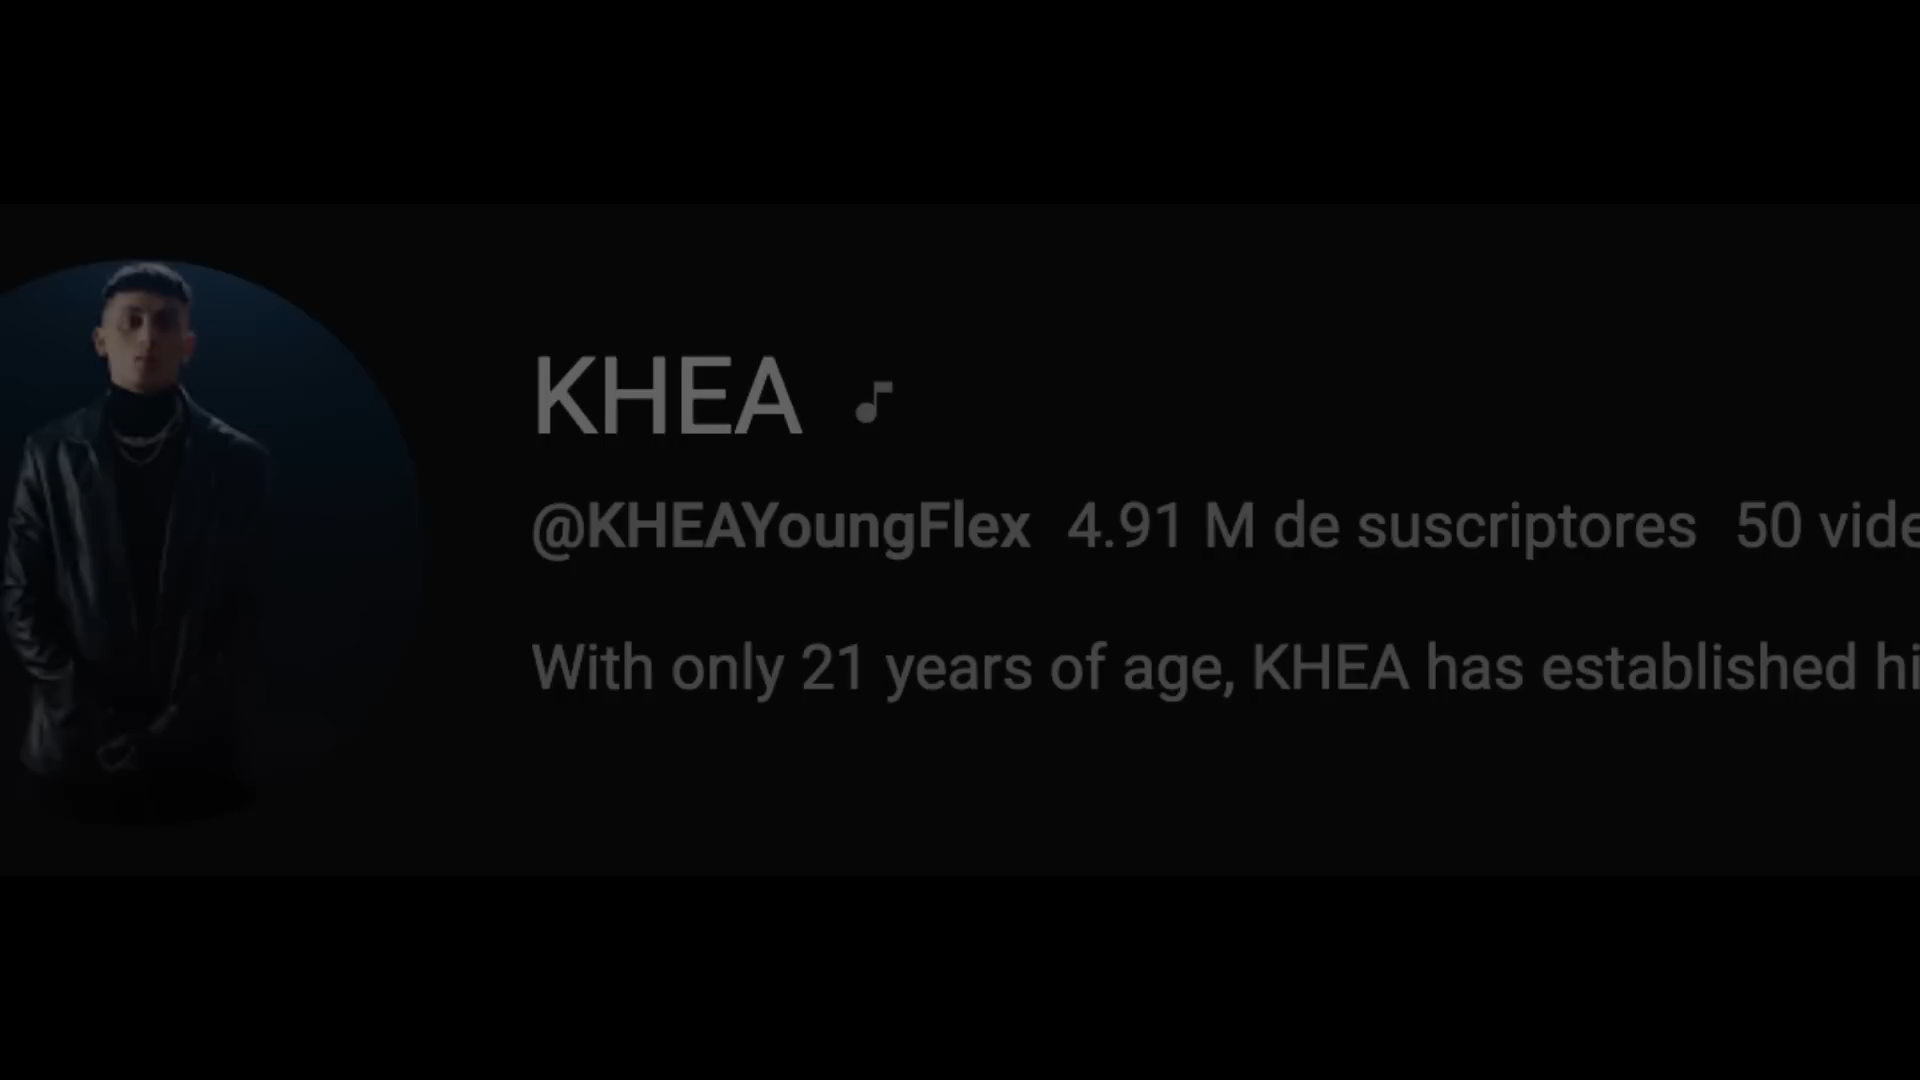 KHEA
@KHEAYoungFlex 4.91 M de suscriptores 50
With only 21 years of age, KHEA has established